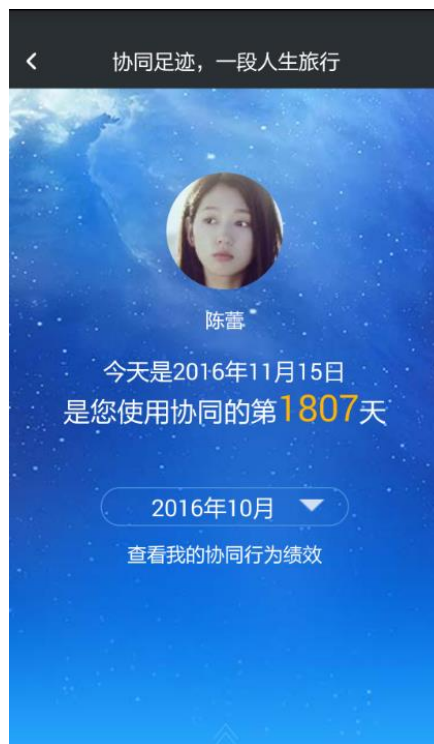 协同足迹，一段人生旅行
陈蕾
今天是2016年11月15日
是您使用协同的第1807天
2016年10月
查看我的协同行为绩效